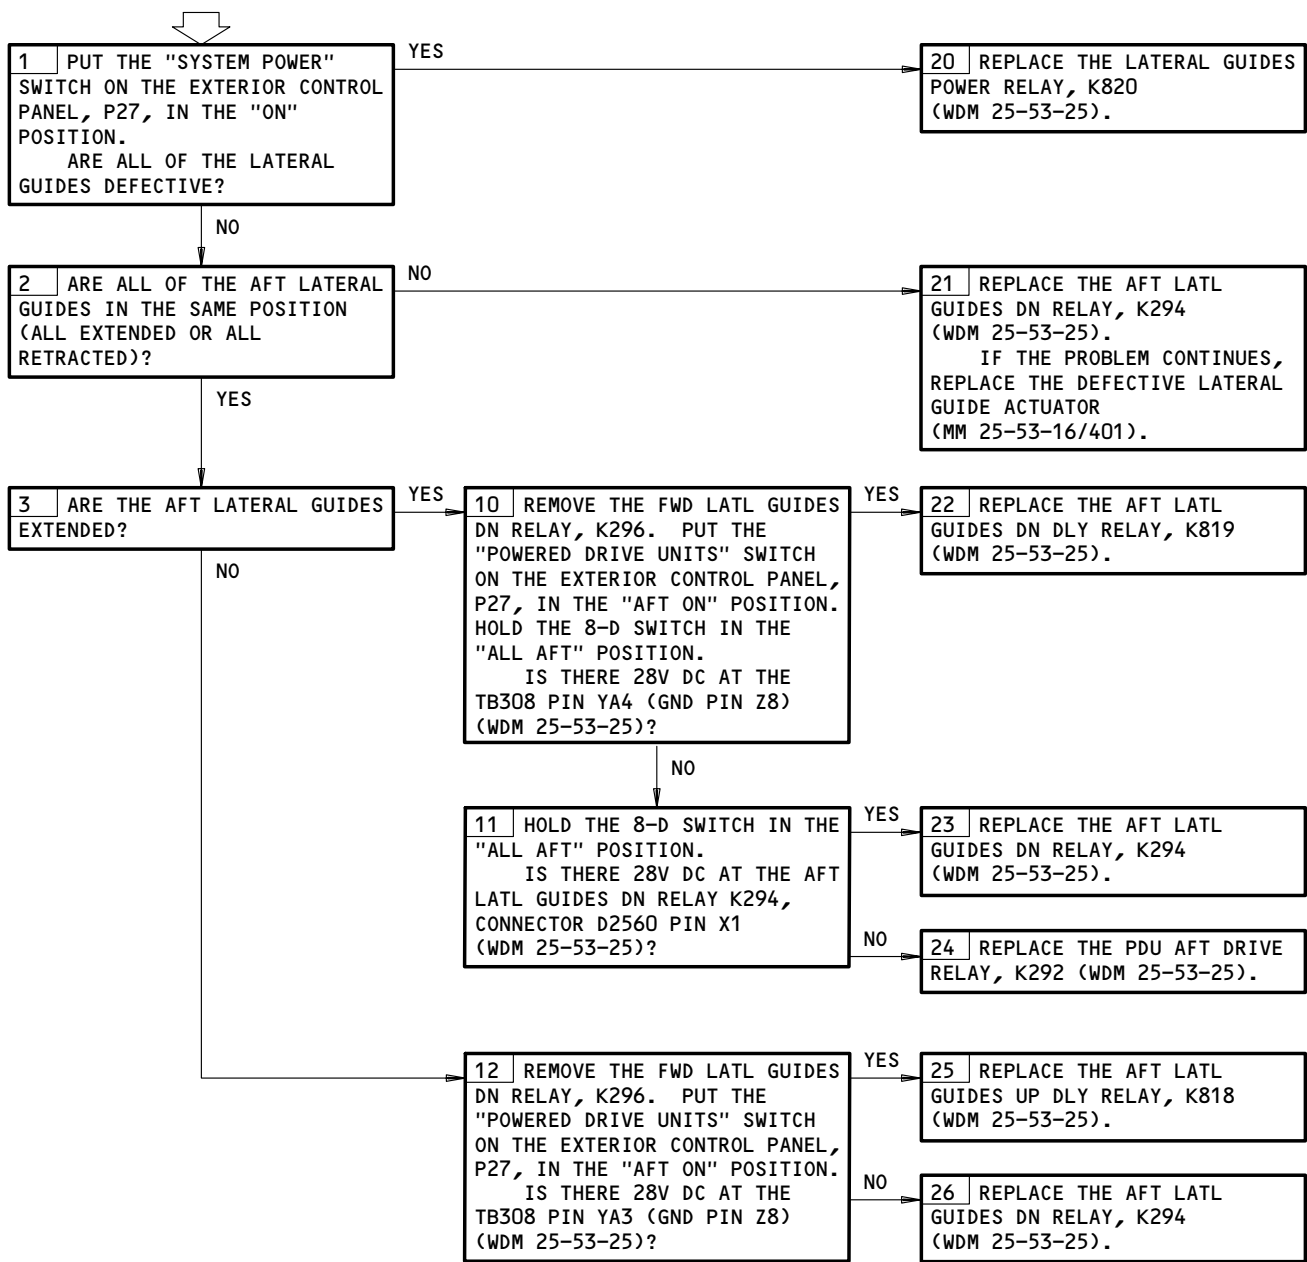 1 PUT THE "SYSTEM POWER"
SWITCH ON THE EXTERIOR CONTROL
PANEL, P27, IN THE "ON"
POSITION.
ARE ALL OF THE LATERAL
GUIDES DEFECTIVE?
YES
20 REPLACE THE LATERAL GUIDES
POWER RELAY, K820
(WDM 25-53-25).
NO
2 ARE ALL OF THE AFT LATERAL
GUIDES IN THE SAME POSITION
(ALL EXTENDED OR ALL
RETRACTED)?
NO
21 REPLACE THE AFT LATL
GUIDES DN RELAY, K294
(WDM 25-53-25).
IF THE PROBLEM CONTINUES,
REPLACE THE DEFECTIVE LATERAL
GUIDE ACTUATOR
(MM 25-53-16/401).
YES
3 ARE THE AFT LATERAL GUIDES
EXTENDED?
YES
10 REMOVE THE FWD LATL GUIDES
DN RELAY, K296. PUT THE
"POWERED DRIVE UNITS" SWITCH
ON THE EXTERIOR CONTROL PANEL,
P27, IN THE "AFT ON" POSITION.
HOLD THE 8-D SWITCH IN THE
"ALL AFT" POSITION.
IS THERE 28V DC AT THE
TB308 PIN YA4 (GND PIN Z8)
(WDM 25-53-25)?
YES
22 REPLACE THE AFT LATL
GUIDES DN DLY RELAY, K819
(WDM 25-53-25).
NO
NO
11 HOLD THE 8-D SWITCH IN THE
"ALL AFT" POSITION.
IS THERE 28V DC AT THE AFT
LATL GUIDES DN RELAY K294,
CONNECTOR D2560 PIN X1
(WDM 25-53-25)?
YES
23 REPLACE THE AFT LATL
GUIDES DN RELAY, K294
(WDM 25-53-25).
NO
24 REPLACE THE PDU AFT DRIVE
RELAY, K292 (WDM 25-53-25).
12 REMOVE THE FWD LATL GUIDES
DN RELAY, K296. PUT THE
"POWERED DRIVE UNITS" SWITCH
ON THE EXTERIOR CONTROL PANEL,
P27, IN THE "AFT ON" POSITION.
IS THERE 28V DC AT THE
TB308 PIN YA3 (GND PIN Z8)
(WDM 25-53-25)?
YES
25 REPLACE THE AFT LATL
GUIDES UP DLY RELAY, K818
(WDM 25-53-25).
NO
26 REPLACE THE AFT LATL
GUIDES DN RELAY, K294
(WDM 25-53-25).